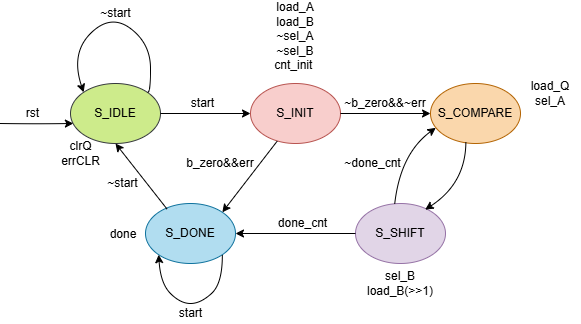 ~start
load_A
load_B
~sel_A
~sel_B
cnt_init
rst
S_IDLE
start
S_INIT
~b_zero&&~err
S_COMPARE
load_Q
sel_A
clrQ
errCLR
b_zero&&err
~done_cnt
~start
done
S_DONE
done_cnt
S_SHIFT
sel_B
load_B(>>1)
start